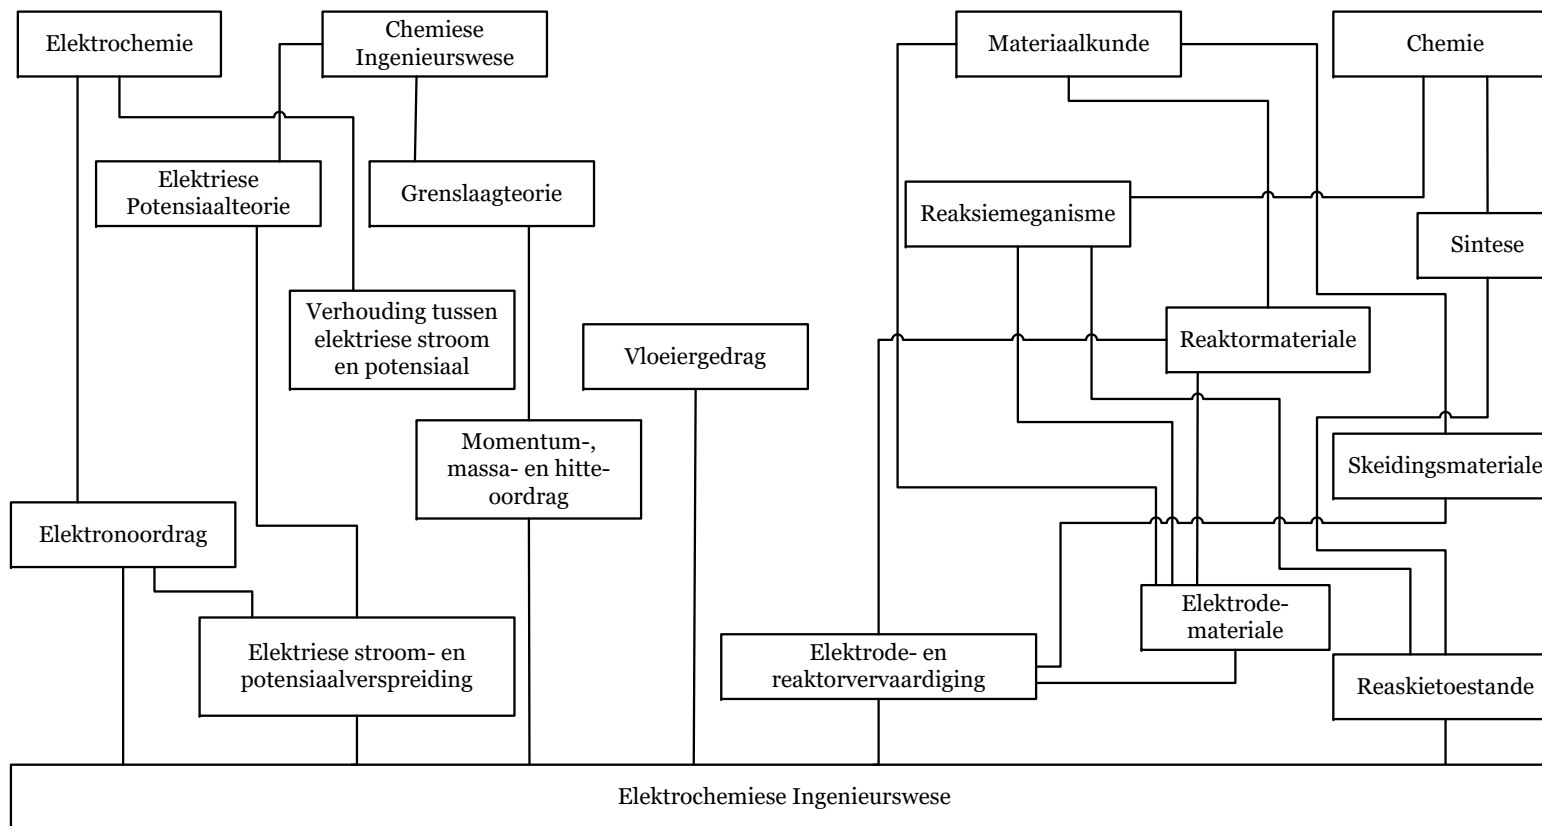 Elektrochemie
Chemiese
Ingenieurswese
Materiaalkunde
Chemie
Elektriese
Potensiaalteorie
Grenslaagteorie
Reaksiemeganisme
Sintese
Verhouding tussen
elektriese stroom
en potensiaal
Vloeiergedrag
Reaktormateriale
Momentum-,
massa- en hitte-
oordrag
Skeidingsmateriale
Elektronoordrag
Elektrode-
materiale
Elektriese stroom- en
potensiaalverspreiding
Elektrode- en
reaktorvervaardiging
Reaskietoestande
Elektrochemiese Ingenieurswese